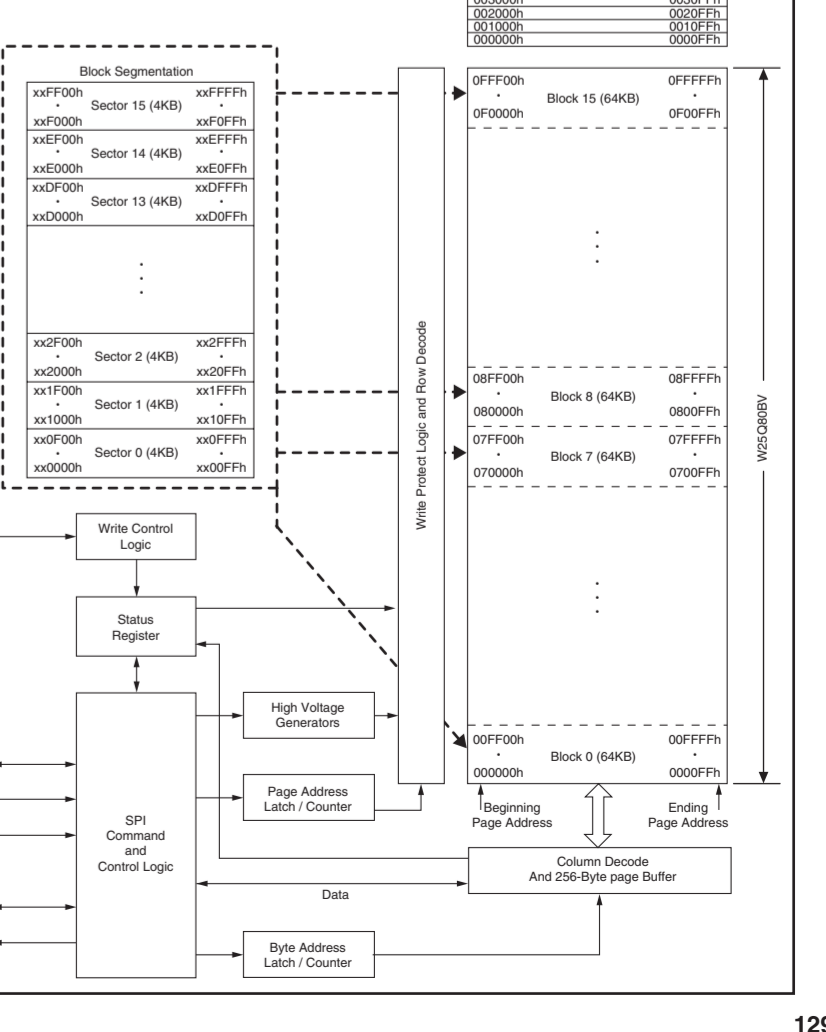 003000h 0030FFh
002000h 0020FFh
001000h 0010FFh
000000h 0000FFh
Block Segmentation
xxFF00h xxFFFFh
· Sector 15 (4KB) ·
xxF000h xxF0FFh
xxEF00h xxEFFFh
· Sector 14 (4KB) ·
xxE000h xxE0FFh
xxDF00h xxDFFFh
· Sector 13 (4KB) ·
xxD000h xxD0FFh
xx2F00h xx2FFFh
· Sector 2 (4KB) ·
xx2000h xx20FFh
xx1F00h xx1FFFh
· Sector 1 (4KB) ·
xx1000h xx10FFh
xx0F00h xx0FFFh
· Sector 0 (4KB) ·
xx0000h xx00FFh
Write Protect Logic and Row Decode
0FFF00h 0FFFFFh
· Block 15 (64KB) ·
0F0000h 0F00FFh
08FF00h 08FFFFh
· Block 8 (64KB) ·
080000h 0800FFh
07FF00h 07FFFFh
· Block 7 (64KB) ·
070000h 0700FFh
00FF00h 00FFFFh
· Block 0 (64KB) ·
000000h 0000FFh
W25Q80BV
Write Control
Logic
Status
Register
High Voltage
Generators
Page Address
Latch / Counter
SPI
Command
and
Control Logic
Beginning
Page Address
Ending
Page Address
Column Decode
And 256-Byte page Buffer
Data
Byte Address
Latch / Counter
129